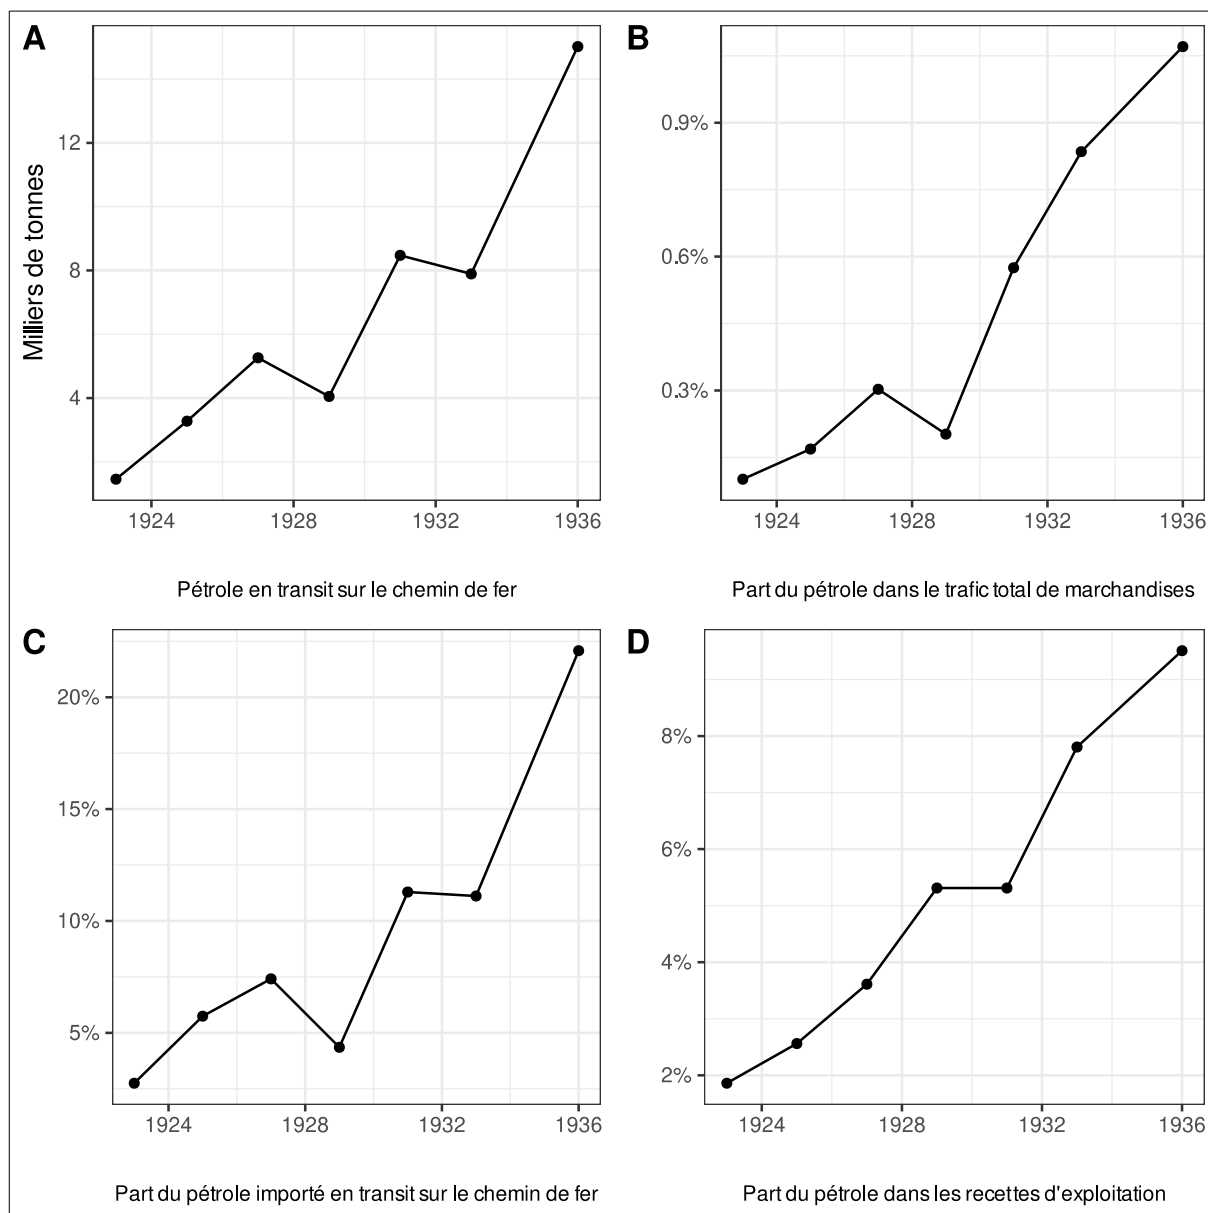 A
Milliers de tonnes
12
8
4
1924 1928 1932 1936
Pétrole en transit sur le chemin de fer
B
0.9%
0.6%
0.3%
1924 1928 1932 1936
Part du pétrole dans le trafic total de marchandises
C
20%
15%
10%
5%
1924 1928 1932 1936
Part du pétrole importé en transit sur le chemin de fer
D
8%
6%
4%
2%
1924 1928 1932 1936
Part du pétrole dans les recettes d'exploitation